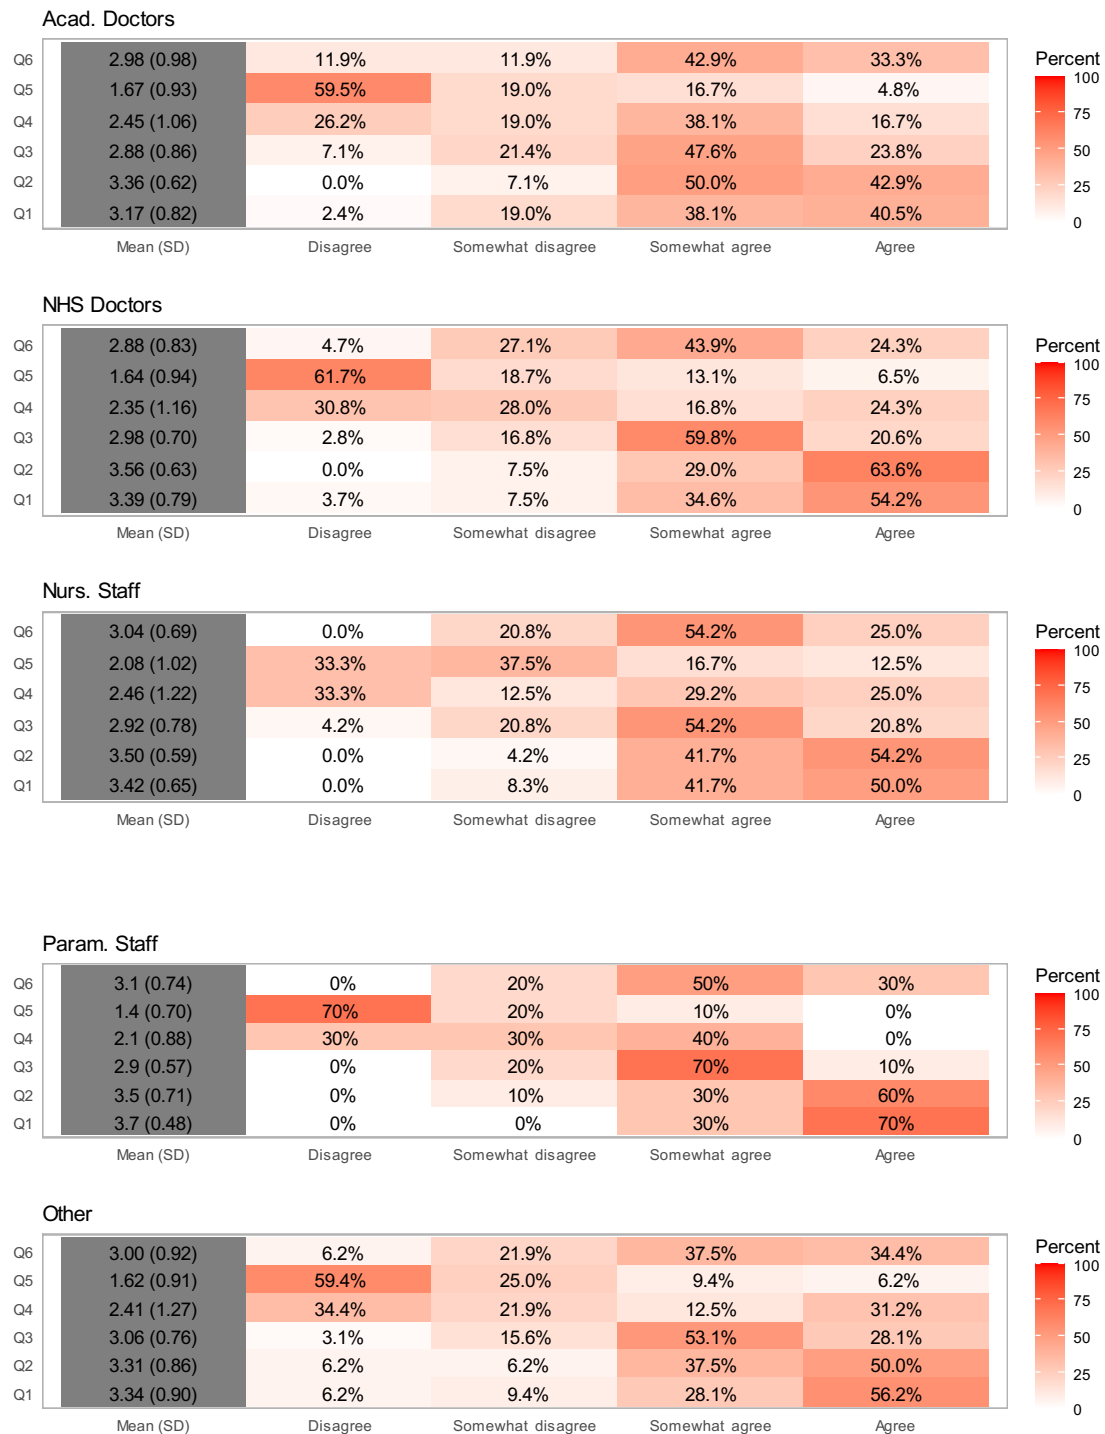 Acad. Doctors
Q6 2.98 (0.98) 11.9% 11.9% 42.9% 33.3%
Q5 1.67 (0.93) 59.5% 19.0% 16.7% 4.8%
Q4 2.45 (1.06) 26.2% 19.0% 38.1% 16.7%
Q3 2.88 (0.86) 7.1% 21.4% 47.6% 23.8%
Q2 3.36 (0.62) 0.0% 7.1% 50.0% 42.9%
Q1 3.17 (0.82) 2.4% 19.0% 38.1% 40.5%
Mean (SD) Disagree Somewhat disagree Somewhat agree Agree
Percent
100
75
50
25
0
NHS Doctors
Q6 2.88 (0.83) 4.7% 27.1% 43.9% 24.3%
Q5 1.64 (0.94) 61.7% 18.7% 13.1% 6.5%
Q4 2.35 (1.16) 30.8% 28.0% 16.8% 24.3%
Q3 2.98 (0.70) 2.8% 16.8% 59.8% 20.6%
Q2 3.56 (0.63) 0.0% 7.5% 29.0% 63.6%
Q1 3.39 (0.79) 3.7% 7.5% 34.6% 54.2%
Mean (SD) Disagree Somewhat disagree Somewhat agree Agree
Percent
100
75
50
25
0
Nurs. Staff
Q6 3.04 (0.69) 0.0% 20.8% 54.2% 25.0%
Q5 2.08 (1.02) 33.3% 37.5% 16.7% 12.5%
Q4 2.46 (1.22) 33.3% 12.5% 29.2% 25.0%
Q3 2.92 (0.78) 4.2% 20.8% 54.2% 20.8%
Q2 3.50 (0.59) 0.0% 4.2% 41.7% 54.2%
Q1 3.42 (0.65) 0.0% 8.3% 41.7% 50.0%
Mean (SD) Disagree Somewhat disagree Somewhat agree Agree
Percent
100
75
50
25
0
Param. Staff
Q6 3.1 (0.74) 0% 20% 50% 30%
Q5 1.4 (0.70) 70% 20% 10% 0%
Q4 2.1 (0.88) 30% 30% 40% 0%
Q3 2.9 (0.57) 0% 20% 70% 10%
Q2 3.5 (0.71) 0% 10% 30% 60%
Q1 3.7 (0.48) 0% 0% 30% 70%
Mean (SD) Disagree Somewhat disagree Somewhat agree Agree
Percent
100
75
50
25
0
Other
Q6 3.00 (0.92) 6.2% 21.9% 37.5% 34.4%
Q5 1.62 (0.91) 59.4% 25.0% 9.4% 6.2%
Q4 2.41 (1.27) 34.4% 21.9% 12.5% 31.2%
Q3 3.06 (0.76) 3.1% 15.6% 53.1% 28.1%
Q2 3.31 (0.86) 6.2% 6.2% 37.5% 50.0%
Q1 3.34 (0.90) 6.2% 9.4% 28.1% 56.2%
Mean (SD) Disagree Somewhat disagree Somewhat agree Agree
Percent
100
75
50
25
0